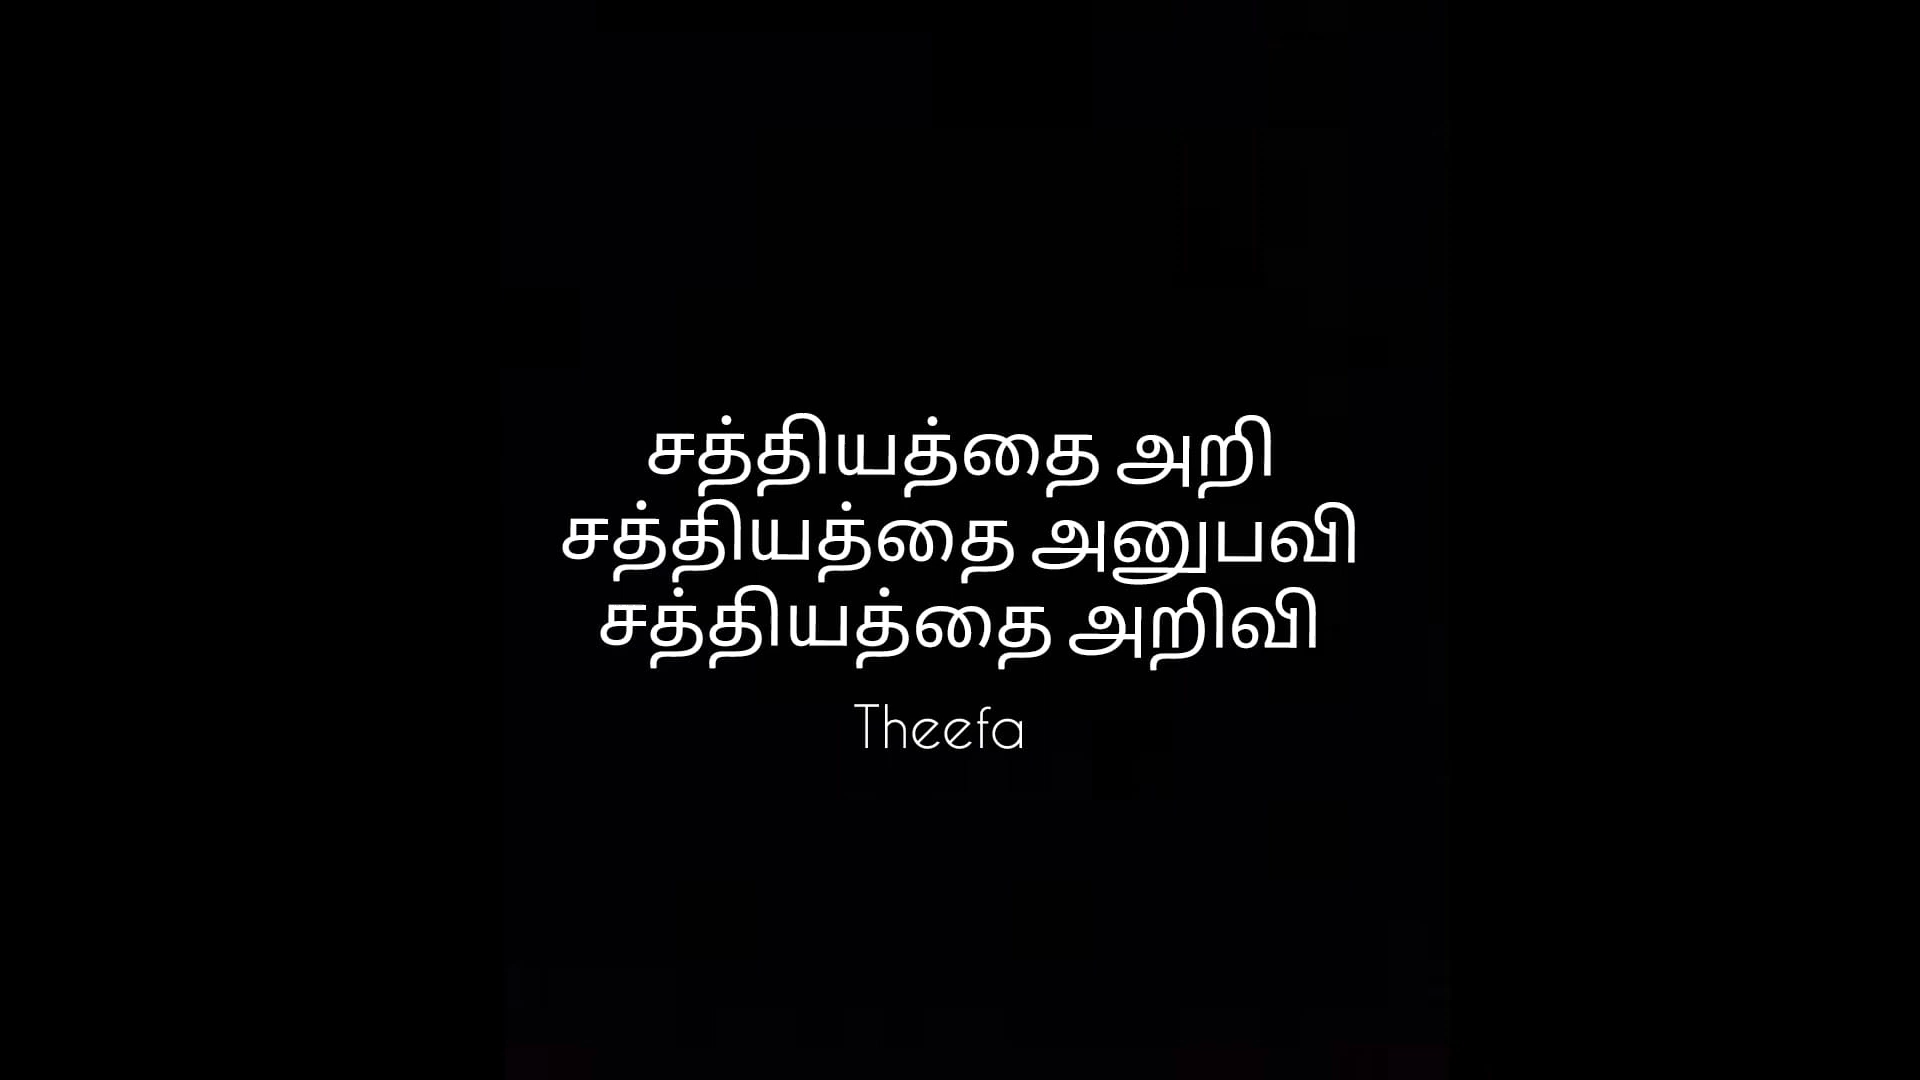 சத்தியத்தை அறி
சத்தியத்தை அனுபவி
சத்தியத்தை அறிவி
Theefa